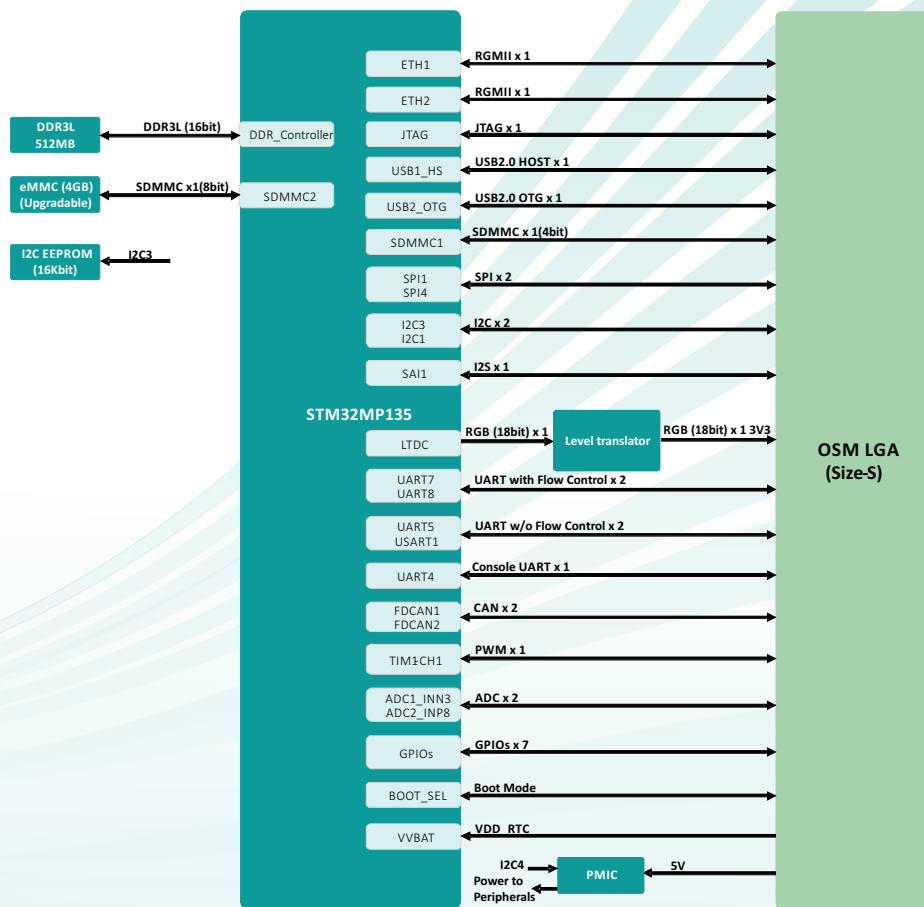 ETH1
RGMII x 1
ETH2
RGMII x 1
DDR3L
512MB
DDR3L (16bit)
DDR_Controller
JTAG
JTAG x 1
USB1_HS
USB2.0 HOST x 1
eMMC (4GB)
(Upgradable)
SDMMC x1(8bit)
SDMMC2
USB2_OTG
USB2.0 OTG x 1
SDMMC1
SDMMC x 1(4bit)
I2C EEPROM
(16Kbit)
I2C3
SPI1
SPI4
SPI x 2
I2C3
I2C1
I2C x 2
SAI1
I2S x 1
STM32MP135
LTDC
RGB (18bit) x 1
Level translator
RGB (18bit) x 1 3V3
OSM LGA
(Size-S)
UART7
UART8
UART with Flow Control x 2
UART5
USART1
UART w/o Flow Control x 2
UART4
Console UART x 1
FDCAN1
FDCAN2
CAN x 2
TIM1-CH1
PWM x 1
ADC1_INN3
ADC2_INP8
ADC x 2
GPIOs
GPIOs x 7
BOOT_SEL
Boot Mode
VVBAT
VDD_RTC
I2C4
Power to
Peripherals
PMIC
5V